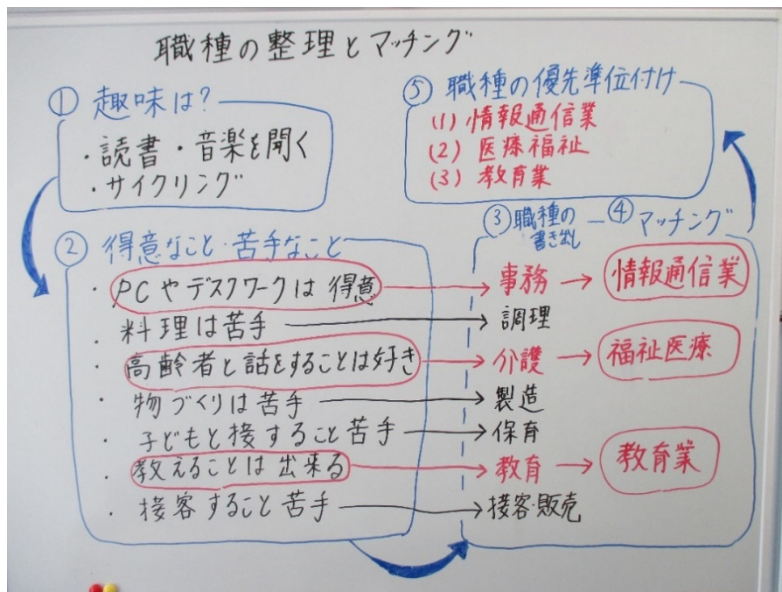 職種の整理とマッチング
① 趣味は?
・読書・音楽を聞く
・サイクリング
② 得意なこと・苦手なこと
・PCやデスクワークは得意
・料理は苦手
・高齢者と話をすることは好き
・物づくりは苦手
・子どもと接すること苦手
・教えることは出来る
・接客すること苦手
③ 職種の書き出し
事務
調理
介護
製造
保育
教育
接客・販売
④ マッチング
情報通信業
福祉医療
教育業
⑤ 職種の優先準位付け
(1) 情報通信業
(2) 医療福祉
(3) 教育業